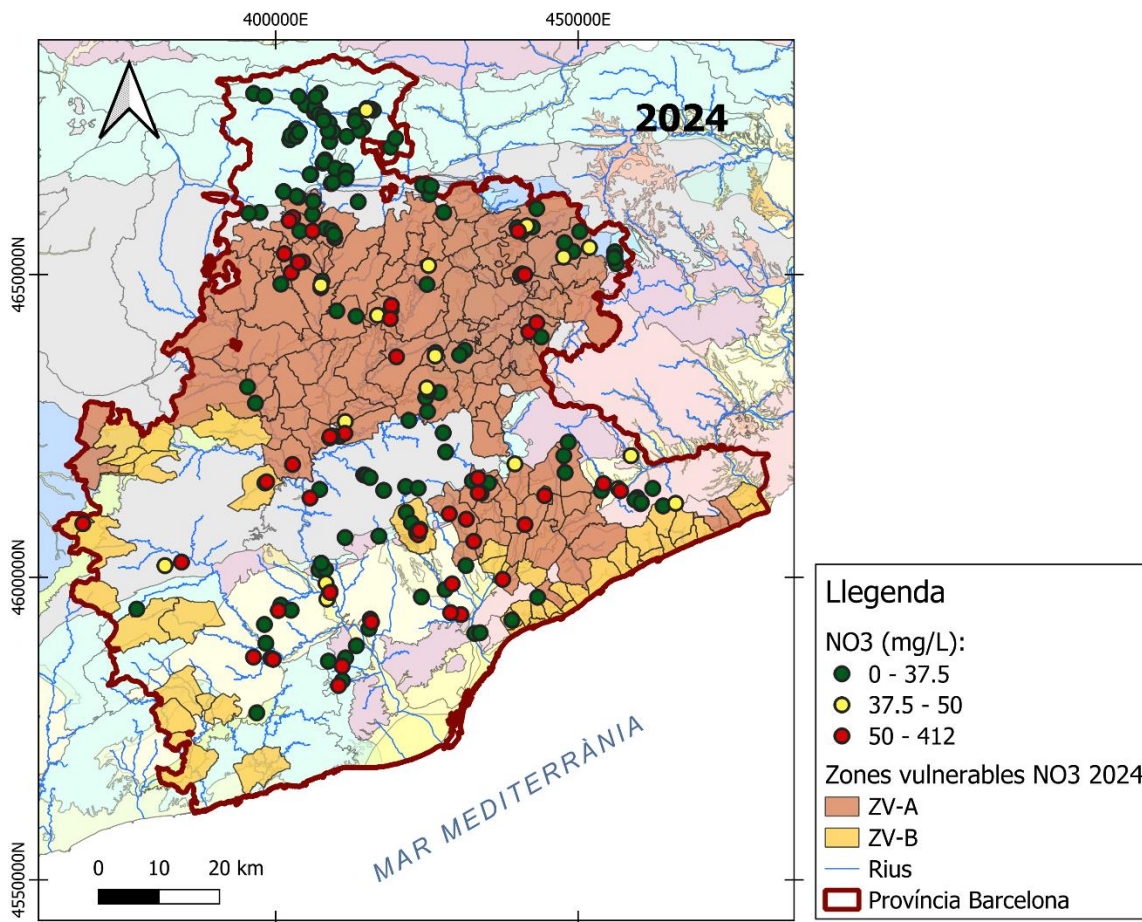 400000E
450000E
2024
4650000N
4600000N
4550000N
MAR MEDITERRÀNIA
0 10 20 km
Llegenda
NO3 (mg/L):
0 - 37.5
37.5 - 50
50 - 412
Zones vulnerables NO3 2024
ZV-A
ZV-B
Rius
Província Barcelona